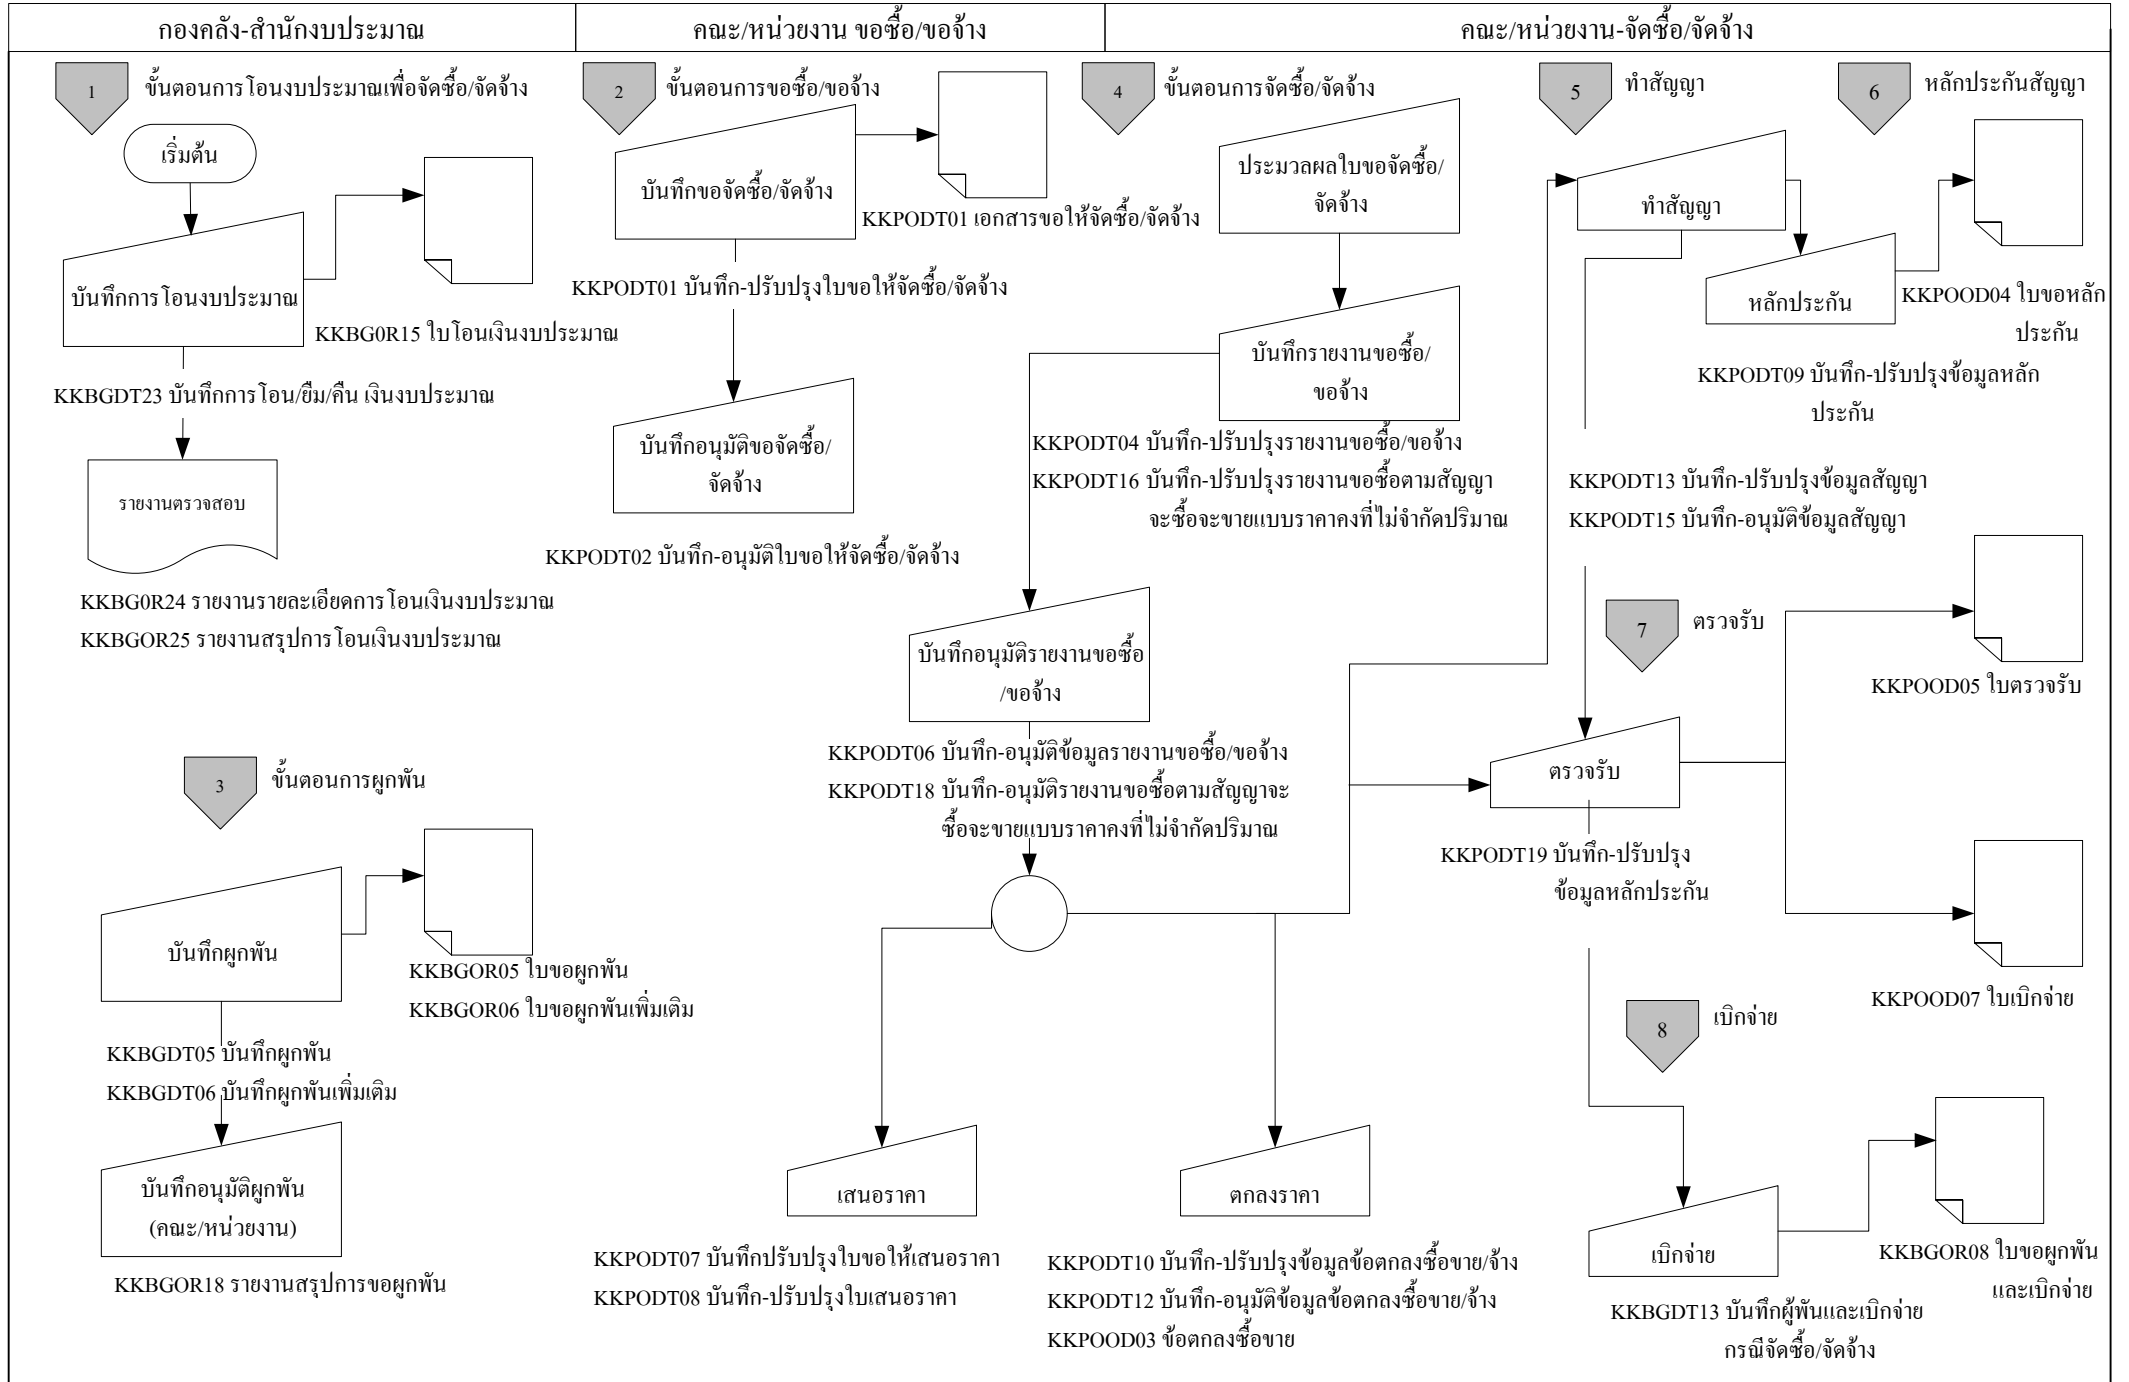 กองคลัง-สำนักงบประมาณ
คณะ/หน่วยงาน ขอซื้อ/ขอจ้าง
คณะ/หน่วยงาน-จัดซื้อ/จัดจ้าง
1
ขั้นตอนการโอนงบประมาณเพื่อจัดซื้อ/จัดจ้าง
เริ่มต้น
บันทึกการโอนงบประมาณ
KKBG0R15 ใบโอนเงินงบประมาณ
KKBGDT23 บันทึกการโอน/ยืม/คืน เงินงบประมาณ
รายงานตรวจสอบ
KKBG0R24 รายงานรายละเอียดการโอนเงินงบประมาณ
KKBGOR25 รายงานสรุปการโอนเงินงบประมาณ
3
ขั้นตอนการผูกพัน
บันทึกผูกพัน
KKBGOR05 ใบขอผูกพัน
KKBGOR06 ใบขอผูกพันเพิ่มเติม
KKBGDT05 บันทึกผูกพัน
KKBGDT06 บันทึกผูกพันเพิ่มเติม
บันทึกอนุมัติผูกพัน
(คณะ/หน่วยงาน)
KKBGOR18 รายงานสรุปการขอผูกพัน
2
ขั้นตอนการขอซื้อ/ขอจ้าง
บันทึกขอจัดซื้อ/จัดจ้าง
KKPODT01 เอกสารขอให้จัดซื้อ/จัดจ้าง
KKPODT01 บันทึก-ปรับปรุงใบขอให้จัดซื้อ/จัดจ้าง
บันทึกอนุมัติขอจัดซื้อ/
จัดจ้าง
KKPODT02 บันทึก-อนุมัติใบขอให้จัดซื้อ/จัดจ้าง
4
ขั้นตอนการจัดซื้อ/จัดจ้าง
ประมวลผลใบขอจัดซื้อ/
จัดจ้าง
บันทึกรายงานขอซื้อ/
ขอจ้าง
KKPODT04 บันทึก-ปรับปรุงรายงานขอซื้อ/ขอจ้าง
KKPODT16 บันทึก-ปรับปรุงรายงานขอซื้อตามสัญญา
จะซื้อจะขายแบบราคาคงที่ไม่จำกัดปริมาณ
บันทึกอนุมัติรายงานขอซื้อ
/ขอจ้าง
KKPODT06 บันทึก-อนุมัติข้อมูลรายงานขอซื้อ/ขอจ้าง
KKPODT18 บันทึก-อนุมัติรายงานขอซื้อตามสัญญาจะ
ซื้อจะขายแบบราคาคงที่ไม่จำกัดปริมาณ
เสนอราคา
KKPODT07 บันทึกปรับปรุงใบขอให้เสนอราคา
KKPODT08 บันทึก-ปรับปรุงใบเสนอราคา
ตกลงราคา
KKPODT10 บันทึก-ปรับปรุงข้อมูลข้อตกลงซื้อขาย/จ้าง
KKPODT12 บันทึก-อนุมัติข้อมูลข้อตกลงซื้อขาย/จ้าง
KKPOOD03 ข้อตกลงซื้อขาย
5
ทำสัญญา
ทำสัญญา
6
หลักประกันสัญญา
หลักประกัน
KKPOOD04 ใบขอหลัก
ประกัน
KKPODT09 บันทึก-ปรับปรุงข้อมูลหลัก
ประกัน
KKPODT13 บันทึก-ปรับปรุงข้อมูลสัญญา
KKPODT15 บันทึก-อนุมัติข้อมูลสัญญา
7
ตรวจรับ
KKPOOD05 ใบตรวจรับ
ตรวจรับ
KKPODT19 บันทึก-ปรับปรุง
ข้อมูลหลักประกัน
KKPOOD07 ใบเบิกจ่าย
8
เบิกจ่าย
เบิกจ่าย
KKBGOR08 ใบขอผูกพัน
และเบิกจ่าย
KKBGDT13 บันทึกผู้พันและเบิกจ่าย
กรณีจัดซื้อ/จัดจ้าง